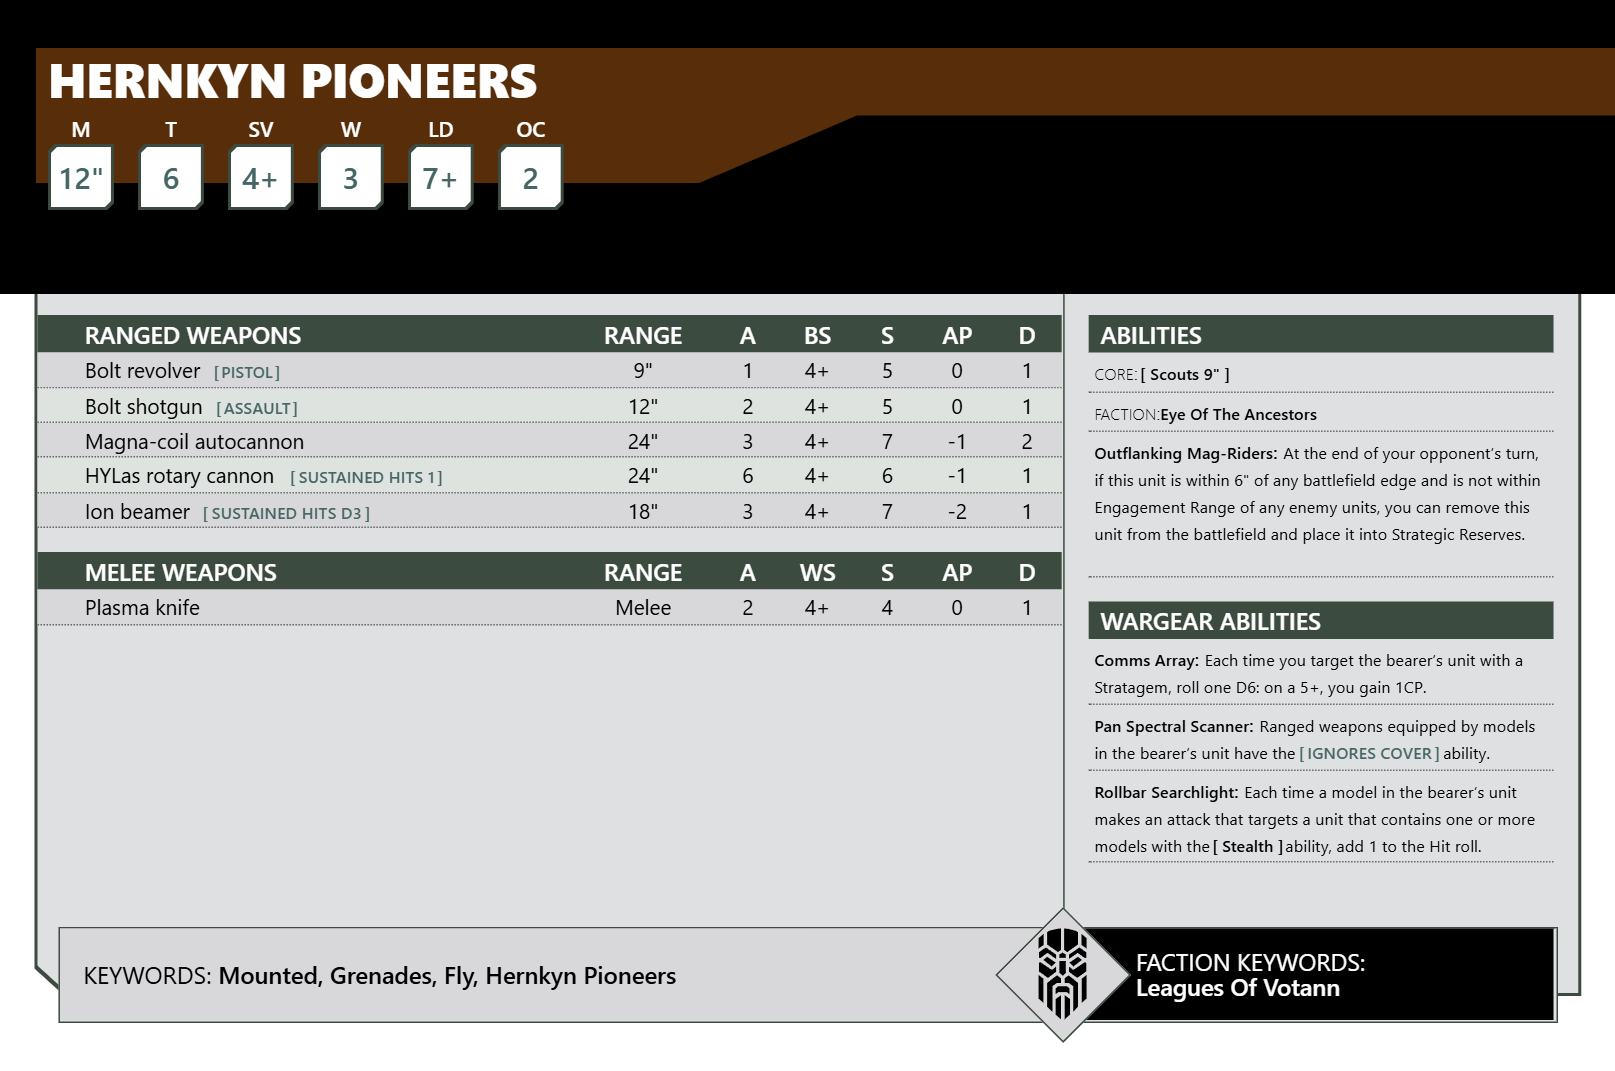 HERNKYN PIONEERS
M T SV W LD OC
12" 6 4+ 3 7+ 2
RANGED WEAPONS RANGE A BS S AP D
Bolt revolver [PISTOL] 9" 1 4+ 5 0 1
Bolt shotgun [ASSAULT] 12" 2 4+ 5 0 1
Magna-coil autocannon 24" 3 4+ 7 -1 2
HYLas rotary cannon [SUSTAINED HITS 1] 24" 6 4+ 6 -1 1
Ion beamer [SUSTAINED HITS D3] 18" 3 4+ 7 -2 1
MELEE WEAPONS RANGE A WS S AP D
Plasma knife Melee 2 4+ 4 0 1
ABILITIES
CORE: [ Scouts 9" ]
FACTION: Eye Of The Ancestors
Outflanking Mag-Riders: At the end of your opponent's turn,
if this unit is within 6" of any battlefield edge and is not within
Engagement Range of any enemy units, you can remove this
unit from the battlefield and place it into Strategic Reserves.
WARGEAR ABILITIES
Comms Array: Each time you target the bearer's unit with a
Stratagem, roll one D6: on a 5+, you gain 1CP.
Pan Spectral Scanner: Ranged weapons equipped by models
in the bearer's unit have the [IGNORES COVER] ability.
Rollbar Searchlight: Each time a model in the bearer's unit
makes an attack that targets a unit that contains one or more
models with the [ Stealth ] ability, add 1 to the Hit roll.
KEYWORDS: Mounted, Grenades, Fly, Hernkyn Pioneers
FACTION KEYWORDS:
Leagues Of Votann